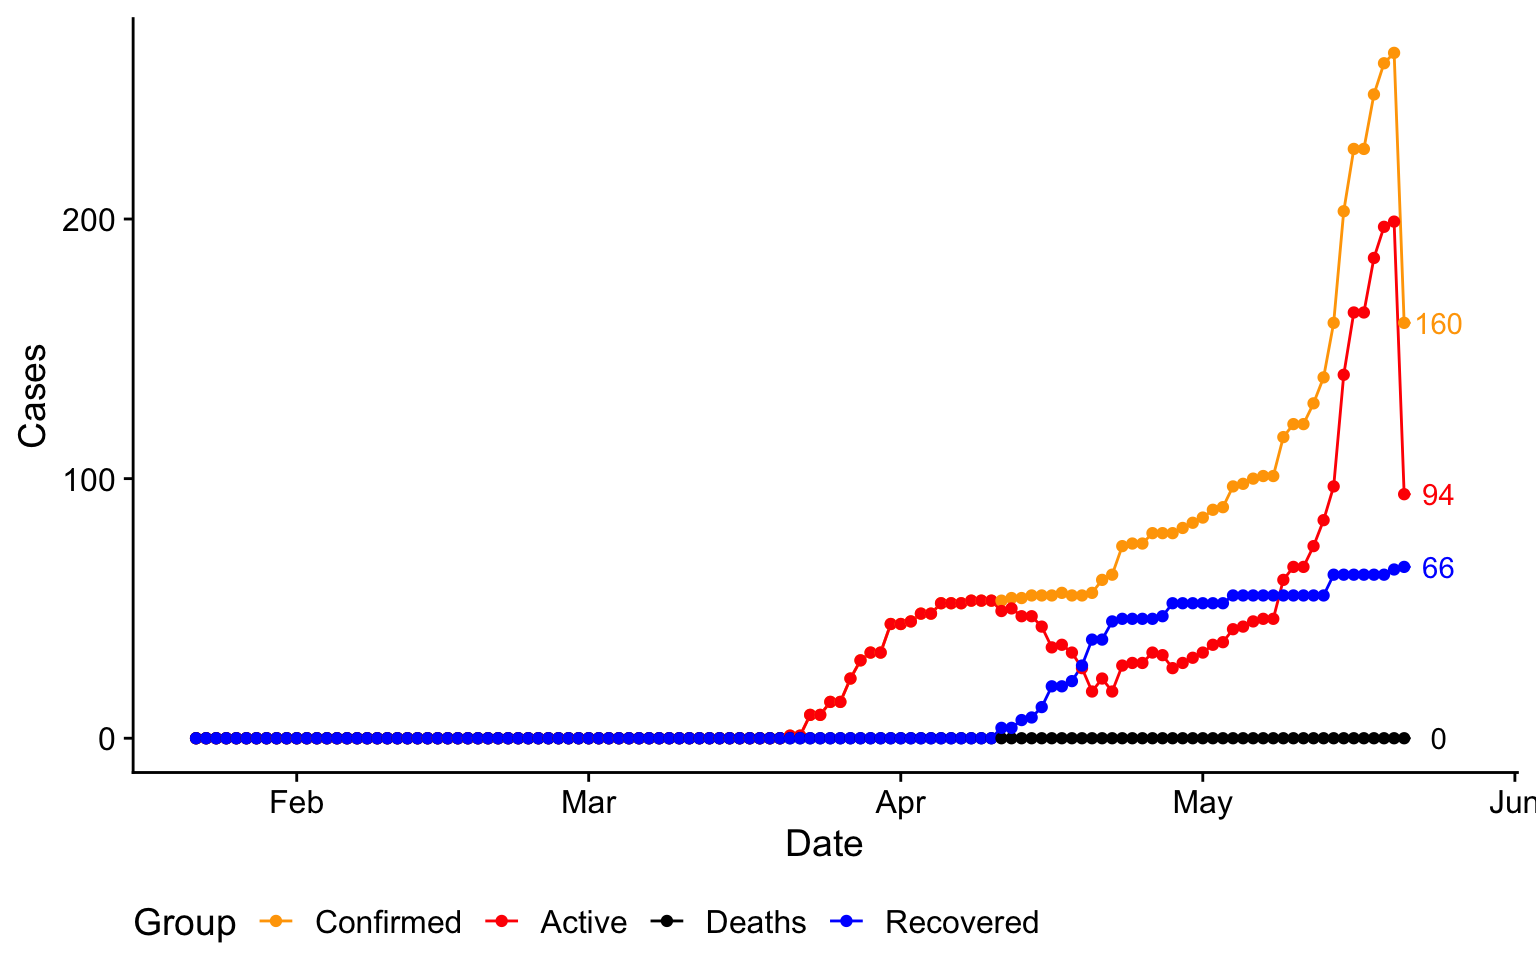 200
100
0
Cases
160
94
66
0
Feb Mar Apr May Jun
Date
Group Confirmed Active Deaths Recovered